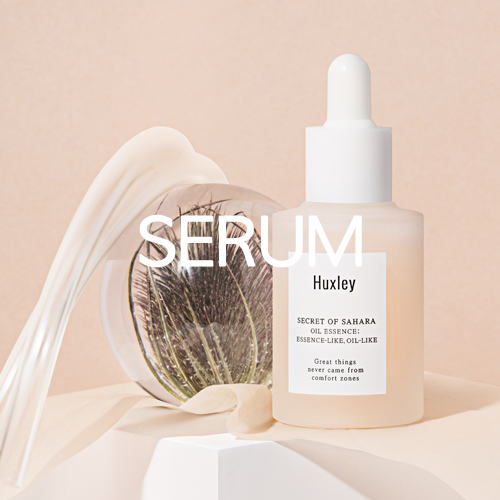 SERUM
Huxley
SECRET OF SAHARA
OIL ESSENCE;
ESSENCE-LIKE, OIL-LIKE
Great things
never came from
comfort zones